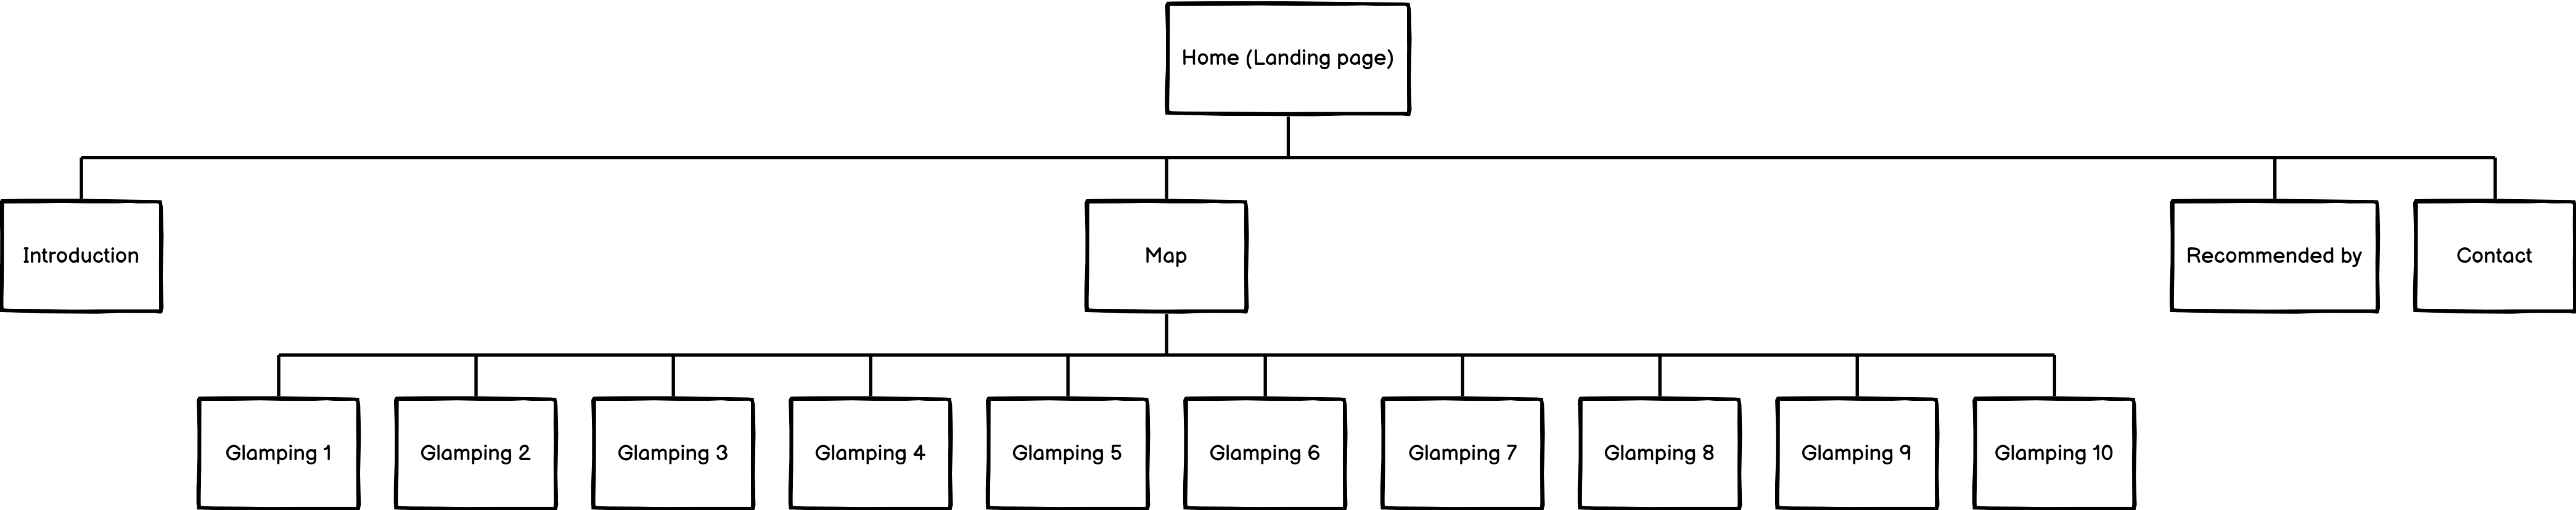 Home (Landing page)
Introduction
Map
Recommended by
Contact
Glamping 1
Glamping 2
Glamping 3
Glamping 4
Glamping 5
Glamping 6
Glamping 7
Glamping 8
Glamping 9
Glamping 10